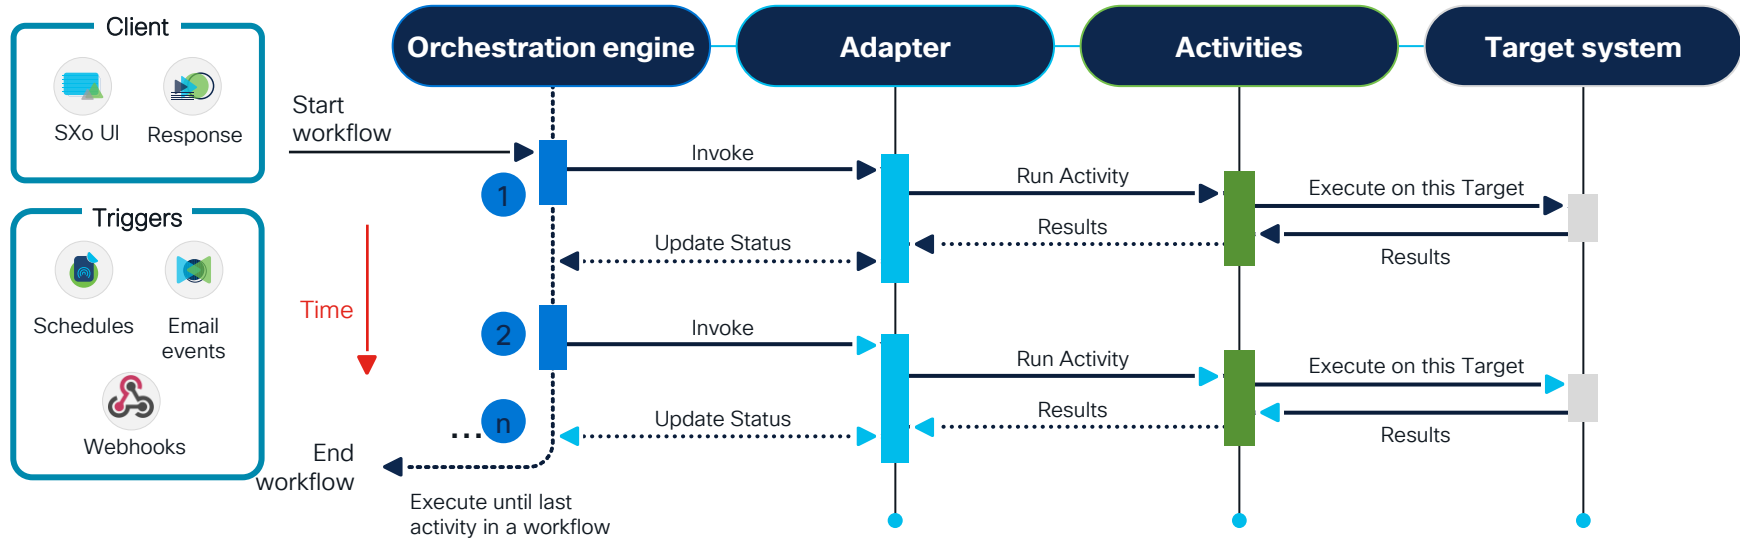 Client
SXo UI
Response
Triggers
Schedules
Email
events
Webhooks
Start
workflow
Time
End
workflow
Orchestration engine
Adapter
Activities
Target system
1
Invoke
Run Activity
Execute on this Target
Results
Results
Update Status
2
Invoke
Run Activity
Execute on this Target
Results
Results
Update Status
... n
Execute until last
activity in a workflow